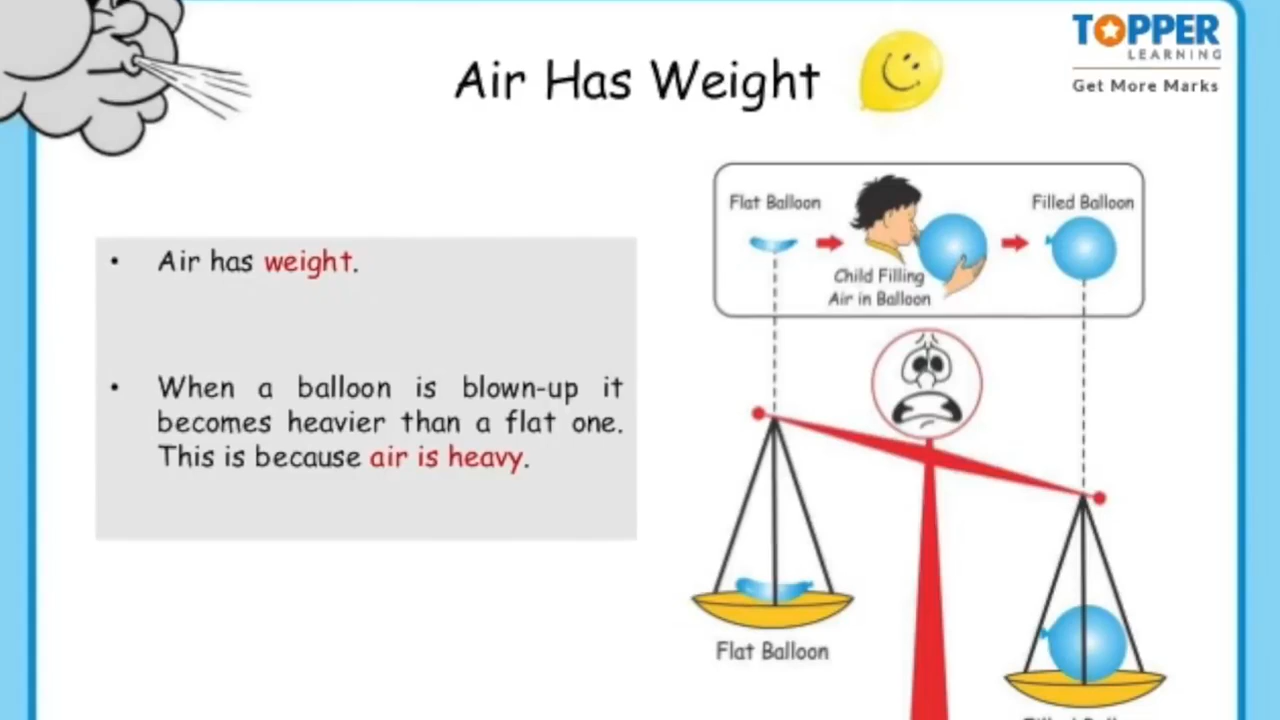 TOPPER
LEARNING
Get More Marks
Air Has Weight
• Air has weight.
• When a balloon is blown-up it
becomes heavier than a flat one.
This is because air is heavy.
Flat Balloon
Filled Balloon
Child Filling
Air in Balloon
Flat Balloon